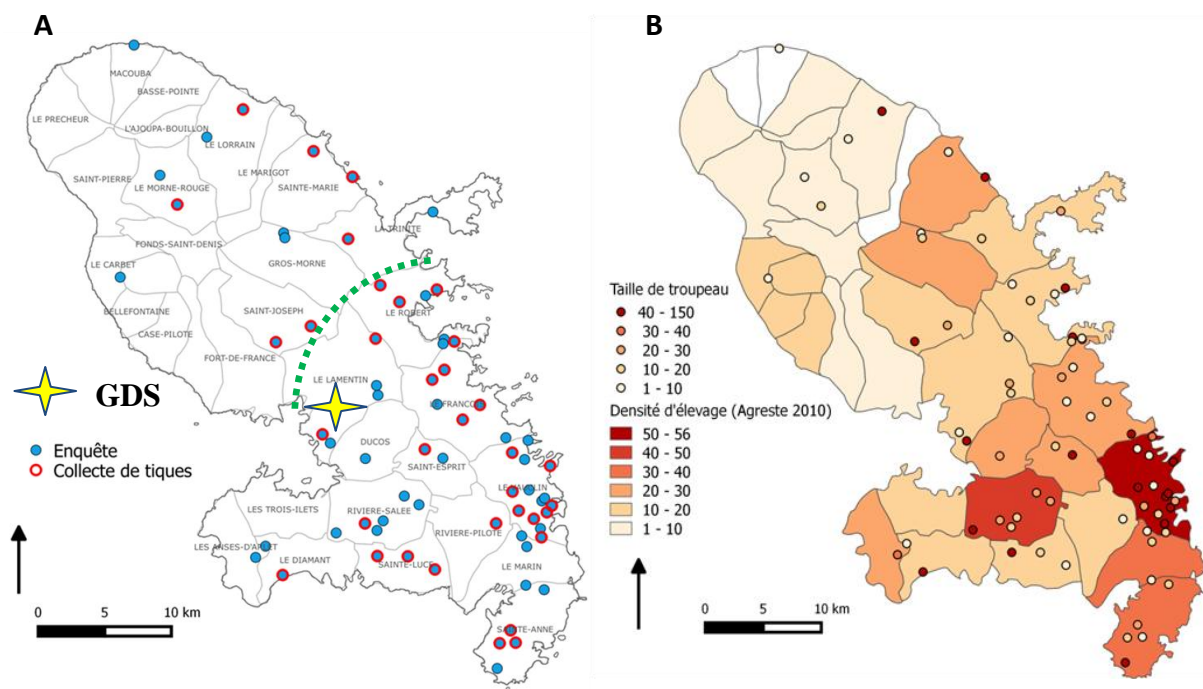 A
MACOUBA
BASSE-POINTE
LE PRECHEUR
L'AJOUPA-BOUILLON
LE LORRAIN
LE MARIGOT
SAINT-PIERRE
LE MORNE-ROUGE
SAINTE-MARIE
LA TRINITE
FONDS-SAINT-DENIS
GROS-MORNE
LE CARBET
BELLEFONTAINE
SAINT-JOSEPH
LE ROBERT
CASE-PILOTE
FORT-DE-FRANCE
LE LAMENTIN
GDS
LE FRANCOIS
Enquête
DUCOS
Collecte de tiques
SAINT-ESPRIT
LE VAUCLIN
LES TROIS-ILETS
RIVIERE-SALEE
RIVIERE-PILOTE
LES ANSES-D'ARLET
LE DIAMANT
SAINTE-LUCE
LE MARIN
0 5 10 km
SAINTE-ANNE
B
Taille de troupeau
40 - 150
30 - 40
20 - 30
10 - 20
1 - 10
Densité d'élevage (Agreste 2010)
50 - 56
40 - 50
30 - 40
20 - 30
10 - 20
1 - 10
0 5 10 km